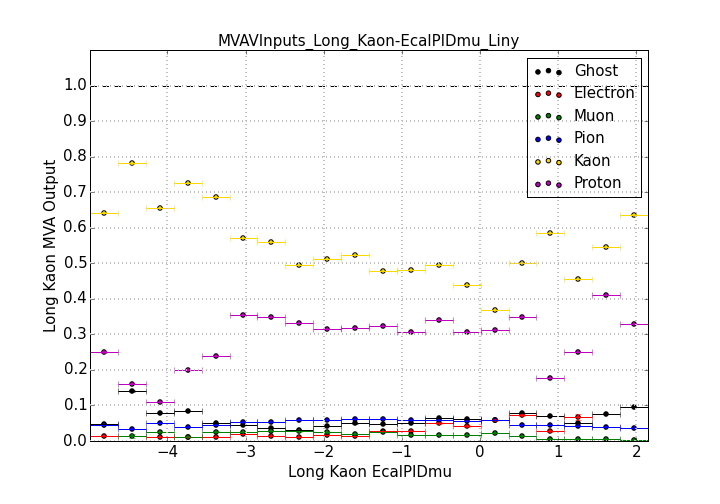 MVAVInputs_Long_Kaon-EcalPIDmu_Liny
Long Kaon MVA Output
1.0
0.9
0.8
0.7
0.6
0.5
0.4
0.3
0.2
0.1
0.0
Ghost
Electron
Muon
Pion
Kaon
Proton
−4 −3 −2 −1 0 1 2
Long Kaon EcalPIDmu